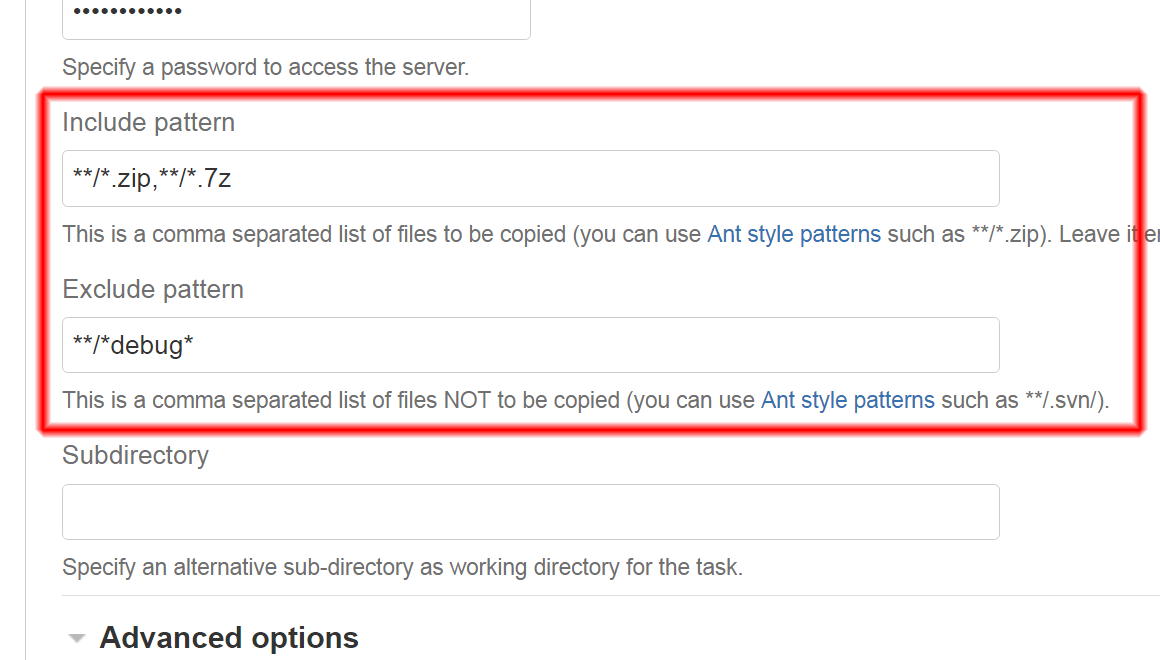 ••••••••••••
Specify a password to access the server.
Include pattern
**/*.zip,**/*.7z
This is a comma separated list of files to be copied (you can use Ant style patterns such as **/*.zip). Leave it
Exclude pattern
**/*debug*
This is a comma separated list of files NOT to be copied (you can use Ant style patterns such as **/.svn/).
Subdirectory
Specify an alternative sub-directory as working directory for the task.
Advanced options